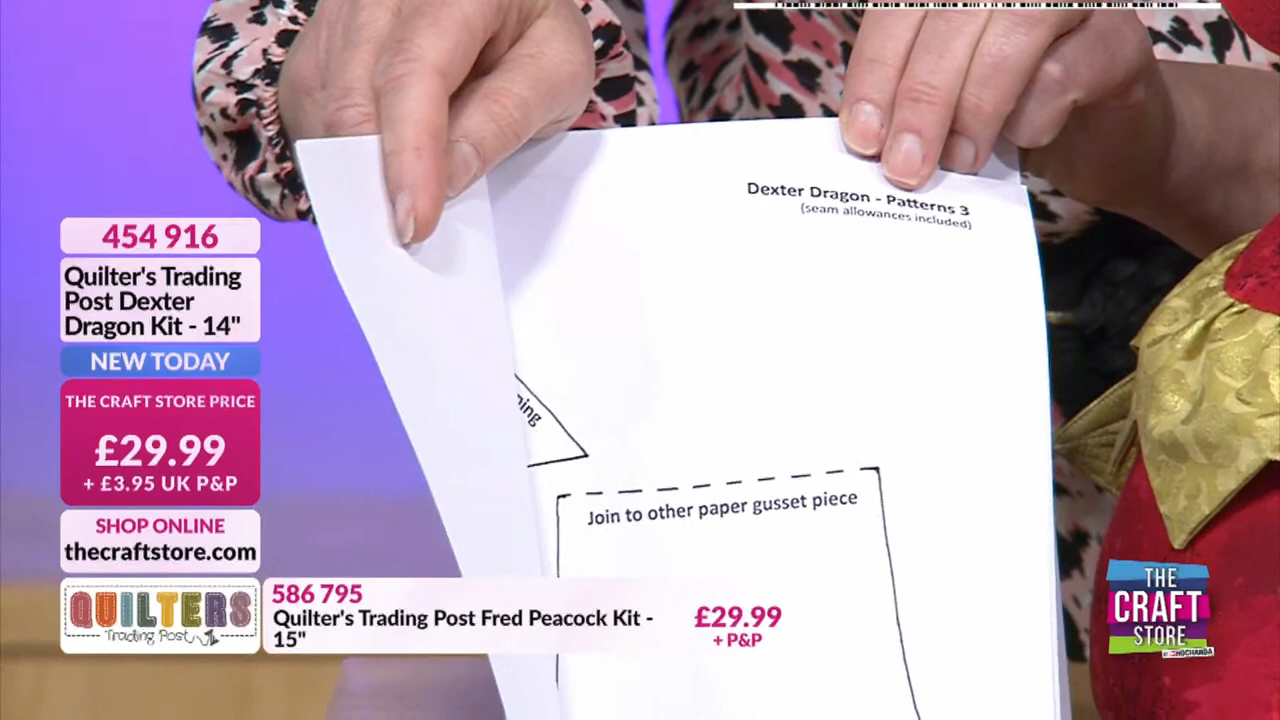 Dexter Dragon - Patterns 3
(seam allowances included)
Join to other paper gusset piece
454 916
Quilter's Trading
Post Dexter
Dragon Kit - 14"
NEW TODAY
THE CRAFT STORE PRICE
£29.99
+ £3.95 UK P&P
SHOP ONLINE
thecraftstore.com
QUILTERS
Trading Post
586 795
Quilter's Trading Post Fred Peacock Kit -
15"
£29.99
+ P&P
THE
CRAFT
STORE
HOCHANDA